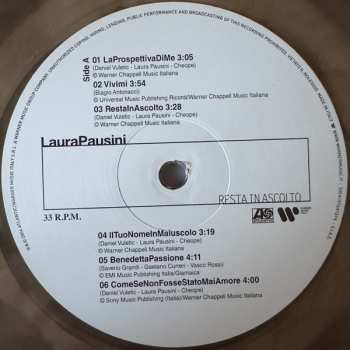 Side A
01 LaProspettivaDiMe 3:05
(Daniel Vuletic - Laura Pausini - Cheope)
℗ Warner Chappell Music Italiana
02 Vivimi 3:54
(Biagio Antonacci)
℗ Universal Music Publishing Ricordi/Warner Chappell Music Italiana
03 RestaInAscolto 3:28
(Daniel Vuletic - Laura Pausini - Cheope)
℗ Warner Chappell Music Italiana
LauraPausini
RESTA IN ASCOLTO
33 R.P.M.
04 IlTuoNomeInMaiuscolo 3:19
(Daniel Vuletic - Laura Pausini - Cheope)
℗ Warner Chappell Music Italiana
05 BenedettaPassione 4:11
(Saverio Grandi - Gaetano Curreri - Vasco Rossi)
℗ EMI Music Publishing Italia/Giamaica
06 ComeSeNonFosseStatoMaiAmore 4:00
(Daniel Vuletic - Laura Pausini - Cheope)
℗ Sony Music Publishing (Italy)/Warner Chappell Music Italiana